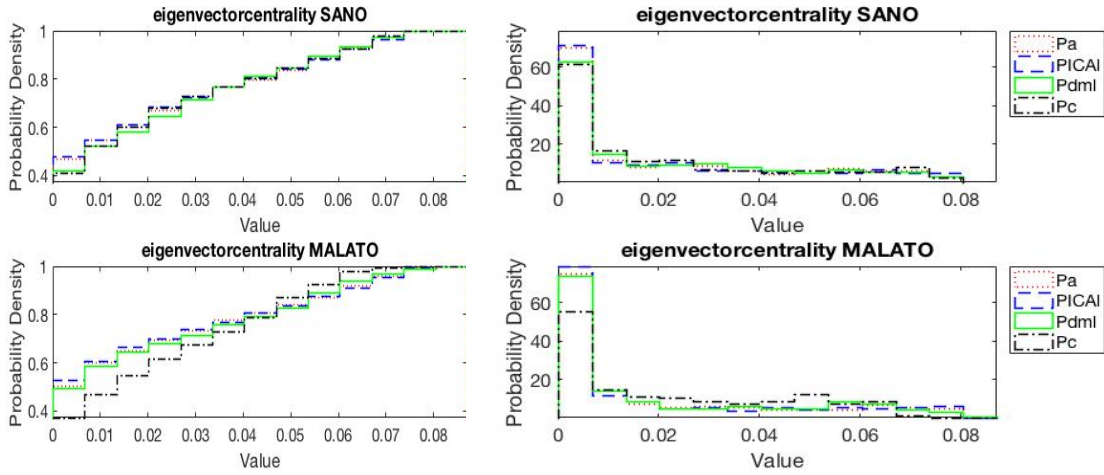 eigenvectorcentrality SANO
Probability Density
1
0.8
0.6
0.4
0 0.01 0.02 0.03 0.04 0.05 0.06 0.07 0.08
Value
eigenvectorcentrality SANO
Probability Density
60
40
20
0 0.02 0.04 0.06 0.08
Value
Pa
PICAl
Pdml
Pc
eigenvectorcentrality MALATO
Probability Density
1
0.8
0.6
0.4
0 0.01 0.02 0.03 0.04 0.05 0.06 0.07 0.08
Value
eigenvectorcentrality MALATO
Probability Density
60
40
20
0 0.02 0.04 0.06 0.08
Value
Pa
PICAl
Pdml
Pc